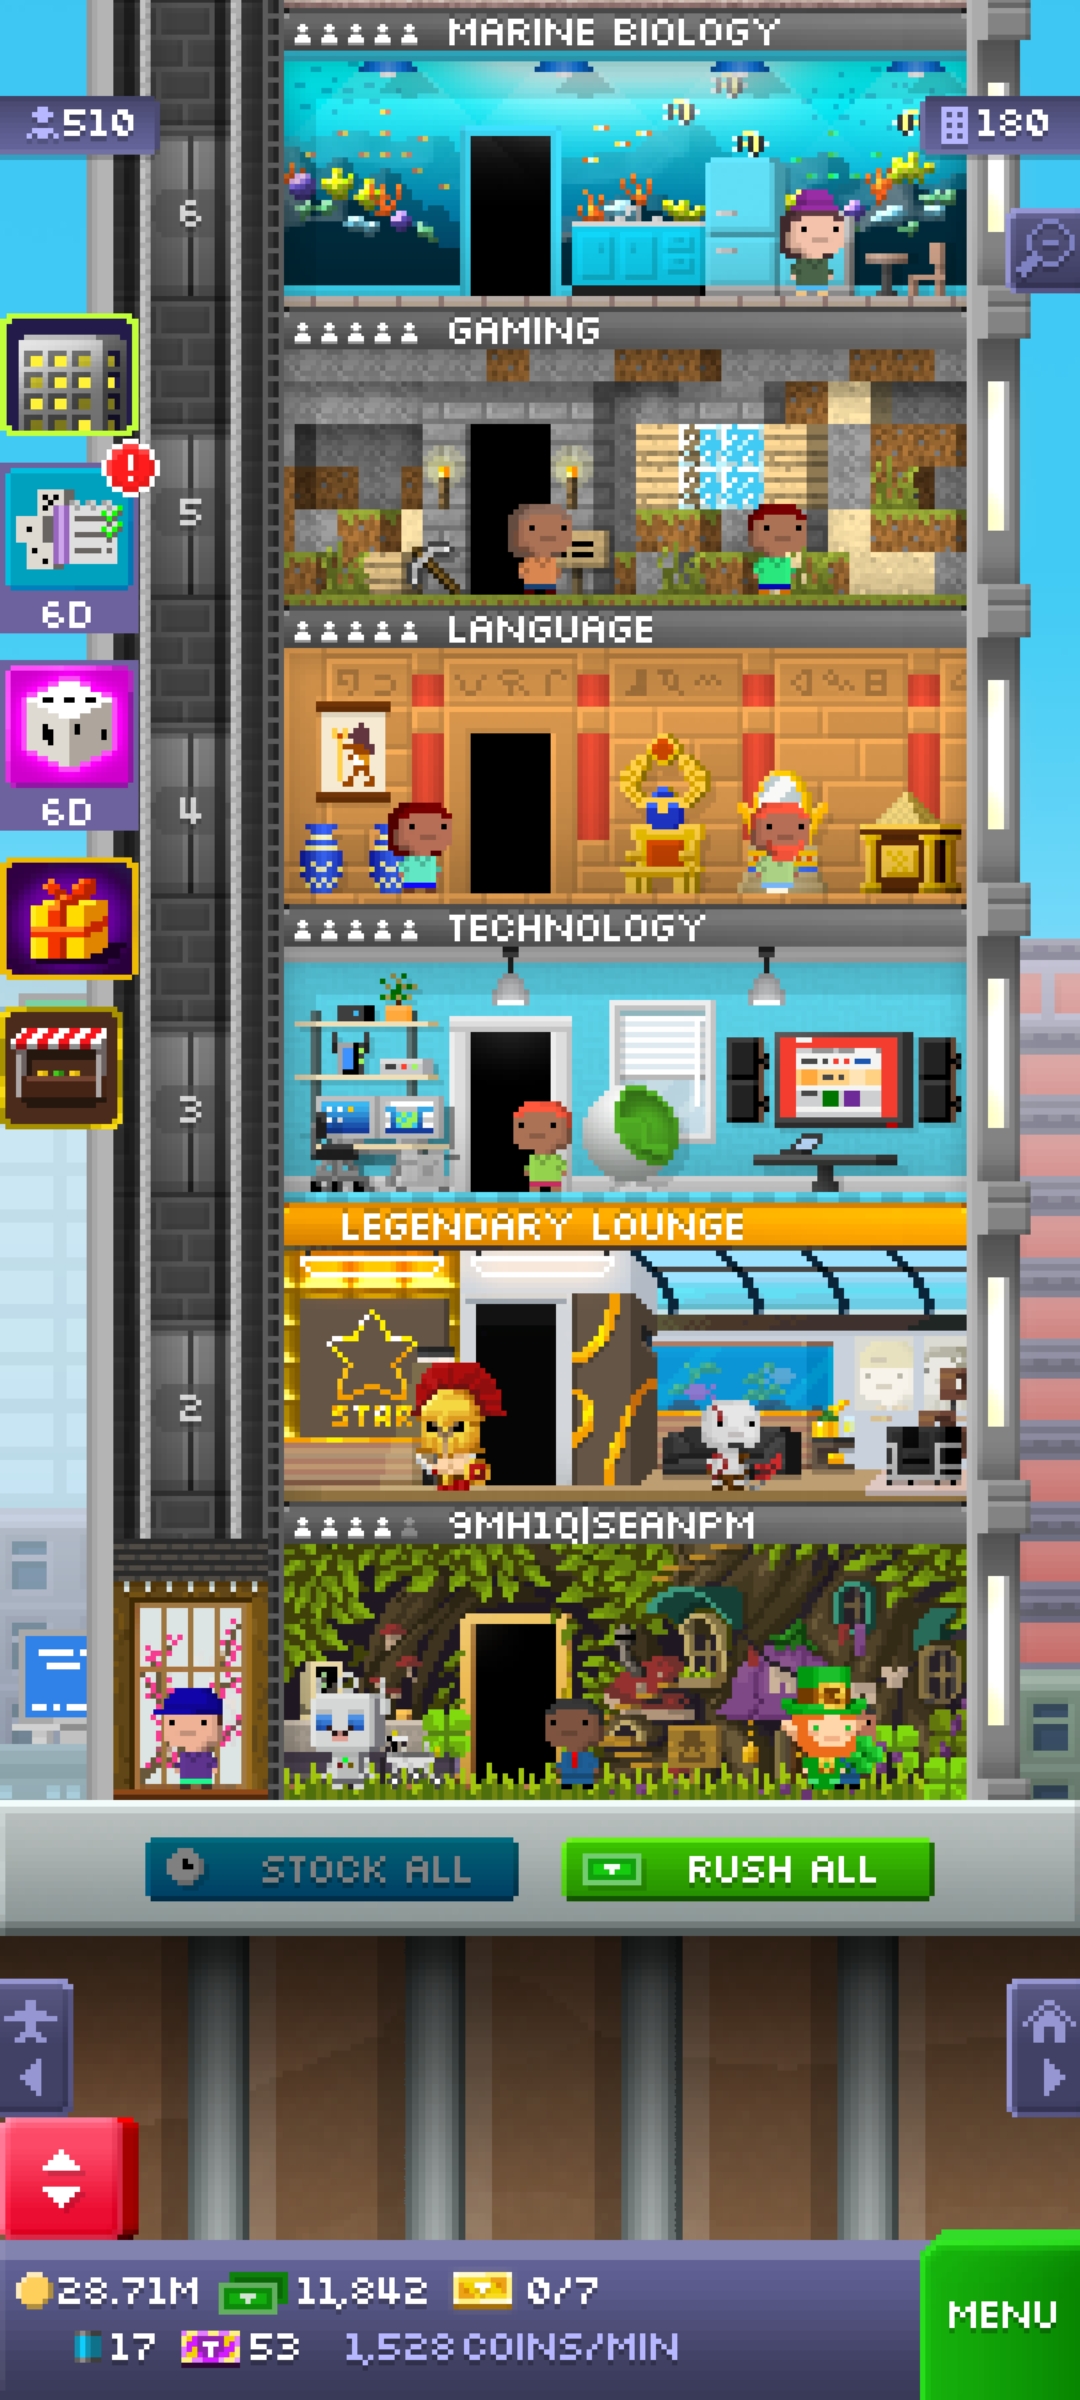 MARINE BIOLOGY
510
180
6
GAMING
5
6D
LANGUAGE
6D
4
TECHNOLOGY
3
LEGENDARY LOUNGE
STAR
2
9MH1Q|SEANPM
STOCK ALL
RUSH ALL
28.71M
11,842
0/7
17
53
1,528 COINS/MIN
MENU